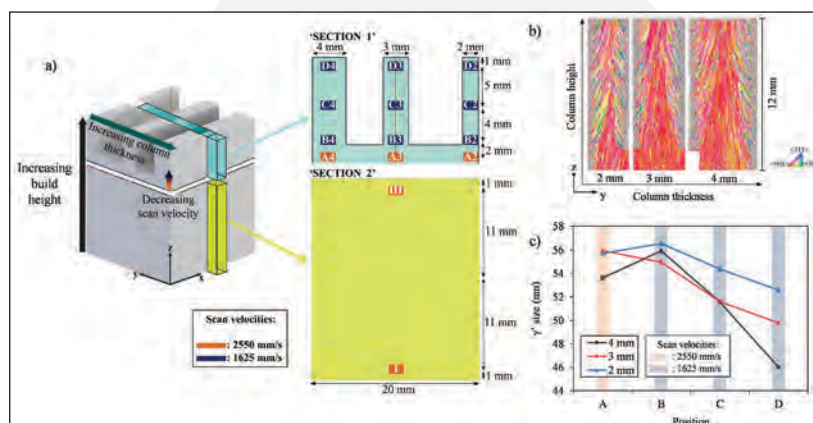 a)
Increasing column
thickness
Increasing
build
height
Decreasing
scan velocity
z
y
x
Scan velocities:
: 2550 mm/s
: 1625 mm/s
'SECTION 1'
4 mm
3 mm
2 mm
D4
D3
D2
C4
C3
C2
B4
B3
B2
A4
A3
A2
1 mm
5 mm
4 mm
2 mm
'SECTION 2'
III
I
1 mm
11 mm
11 mm
1 mm
20 mm
b)
Column height
12 mm
z
y
2 mm
3 mm
4 mm
Column thickness
c)
γ' size (nm)
58
56
54
52
50
48
46
44
4 mm
3 mm
2 mm
Scan velocities:
: 2550 mm/s
: 1625 mm/s
A
B
C
D
Position